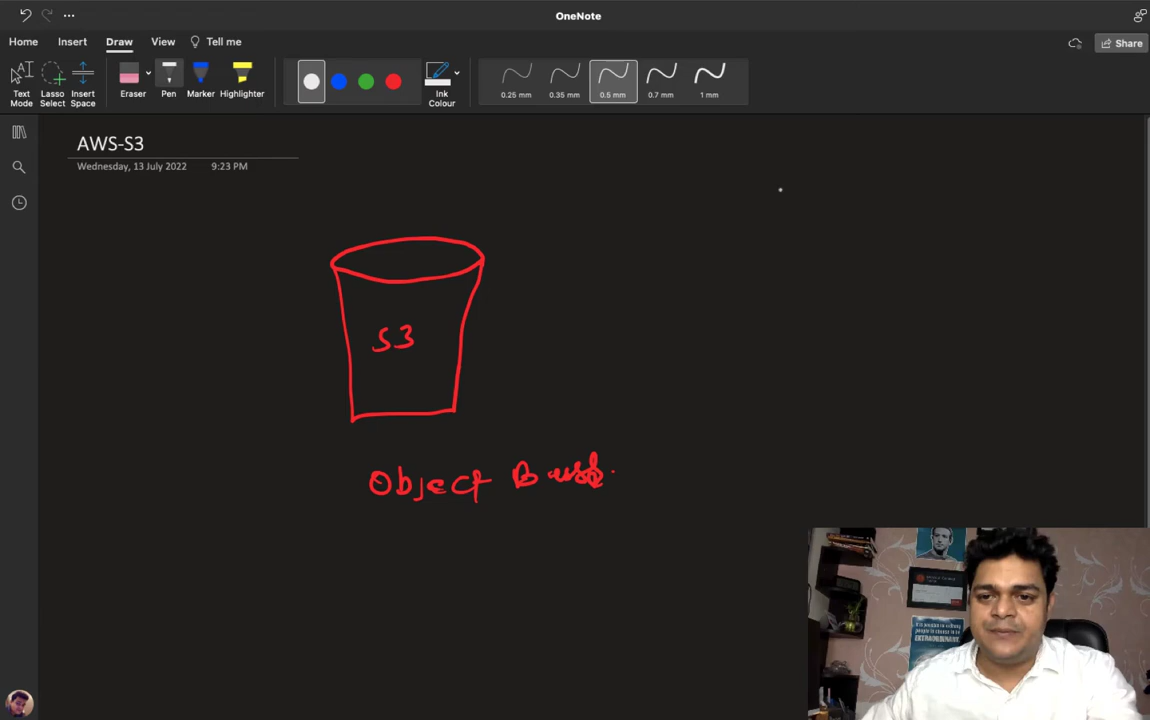 OneNote
Home Insert Draw View Tell me
Share
Text Mode
Lasso Select
Insert Space
Eraser
Pen
Marker
Highlighter
Ink Colour
0.25 mm
0.35 mm
0.5 mm
0.7 mm
1 mm
AWS-S3
Wednesday, 13 July 2022 9:23 PM
S3
Object
EXTRAORDINARY